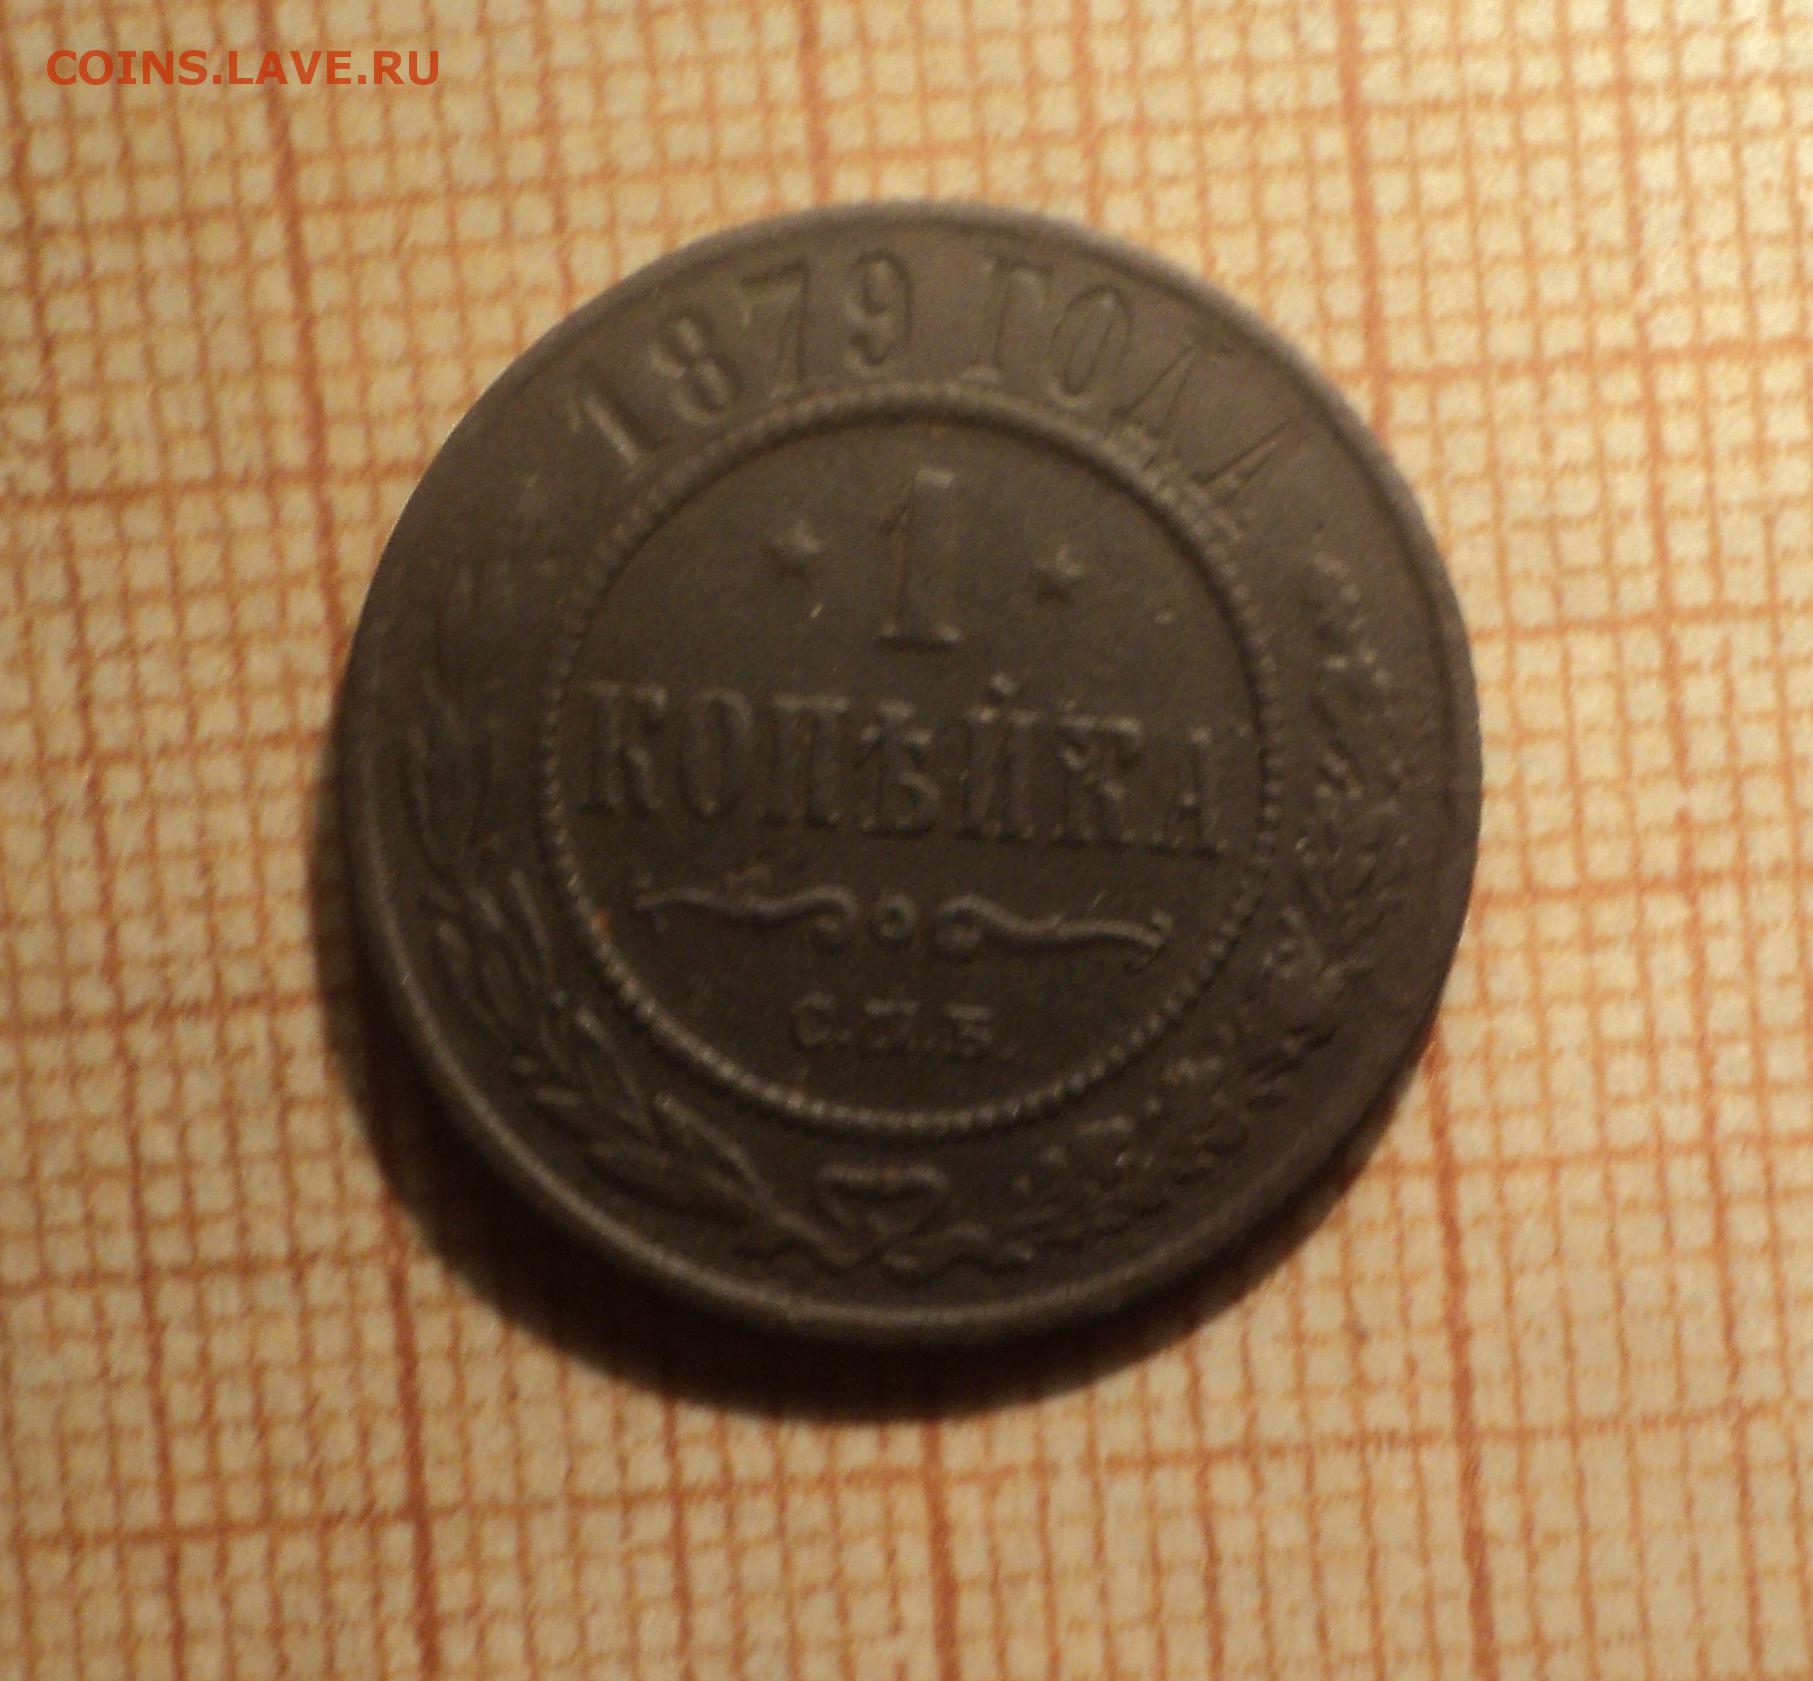 COINS.LAVE.RU
1879 ГОДА
1
КОПѢЙКА
С.П.Б.